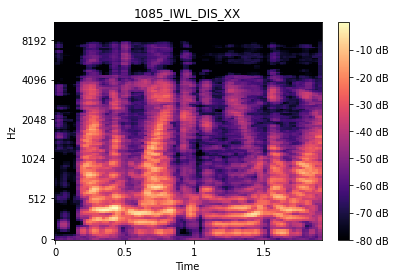 1085_IWL_DIS_XX
8192
4096
2048
1024
512
0
Hz
0
0.5
1
1.5
Time
-10 dB
-20 dB
-30 dB
-40 dB
-50 dB
-60 dB
-70 dB
-80 dB